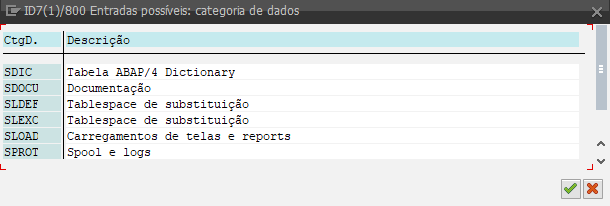 ID7(1)/800 Entradas possíveis: categoria de dados
CtgD. Descrição
SDIC Tabela ABAP/4 Dictionary
SDOCU Documentação
SLDEF Tablespace de substituição
SLEXC Tablespace de substituição
SLOAD Carregamentos de telas e reports
SPROT Spool e logs